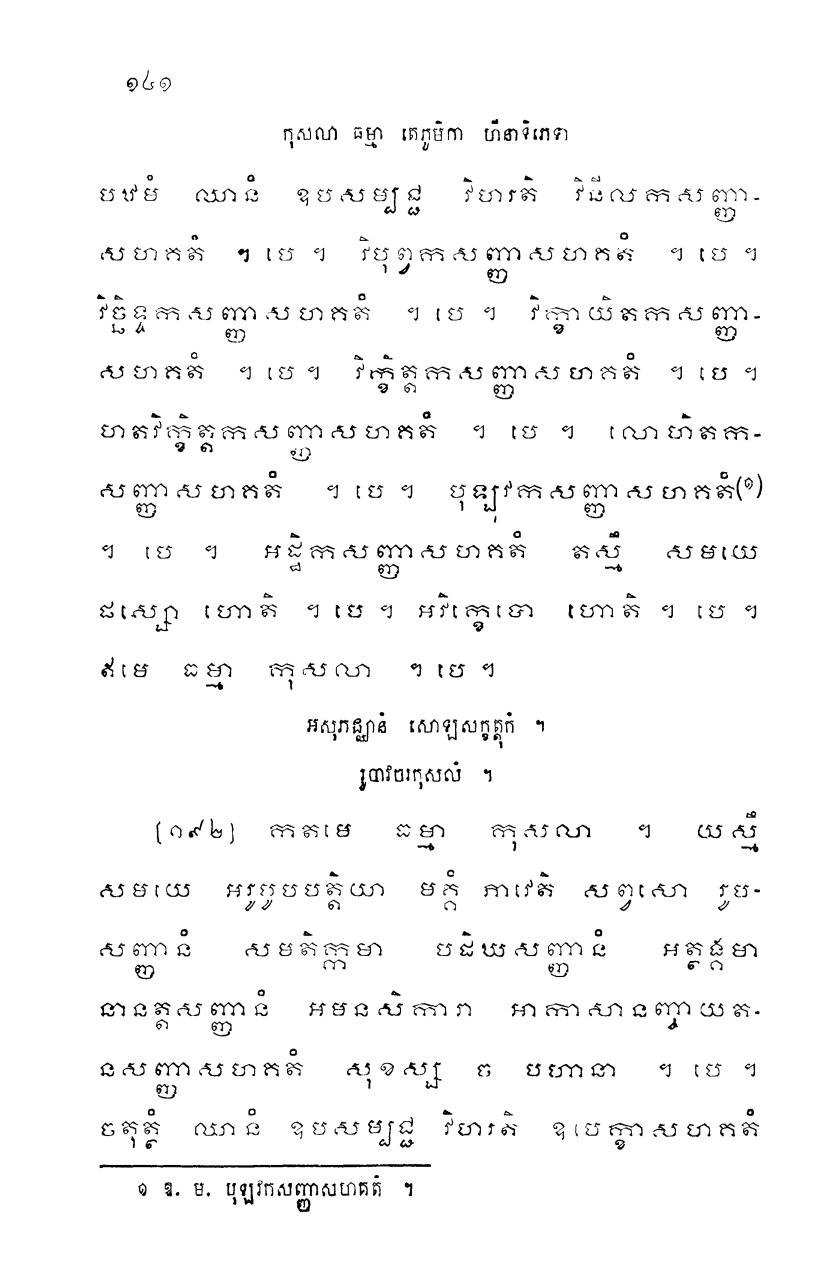 ១៤១
កុសលា ធម្មា តេភូមិកា ហីនាទិភេទា
បឋមំ ឈានំ ឧបសម្បជ្ជ វិហរតិ វិនីលកសញ្ញា-
សហគតំ ។ បេ ។ វិបុព្វកសញ្ញាសហគតំ ។ បេ ។
វិច្ឆិទ្ទកសញ្ញាសហគតំ ។ បេ ។ វិក្ខាយិតកសញ្ញា-
សហគតំ ។ បេ ។ វិក្ខិត្តកសញ្ញាសហគតំ ។ បេ ។
ហតវិក្ខិត្តកសញ្ញាសហគតំ ។ បេ ។ លោហិតក-
សញ្ញាសហគតំ ។ បេ ។ បុឡុវកសញ្ញាសហគតំ(១)
។ បេ ។ អដ្ឋិកសញ្ញាសហគតំ តស្មឹ សមយេ
ផស្សោ ហោតិ ។ បេ ។ អវិក្ខេបោ ហោតិ ។ បេ ។
ឥមេ ធម្មា កុសលា ។ បេ ។
អសុភជ្ឈានំ សោឡសក្ខត្តុកំ ។
រូបាវចរកុសលំ ។
[១៩២] កតមេ ធម្មា កុសលា ។ យស្មឹ
សមយេ អរូបូបបត្តិយា មគ្គំ ភាវេតិ សព្វសោ រូប-
សញ្ញានំ សមតិក្កមា បដិឃសញ្ញានំ អត្ថង្គមា
នានត្តសញ្ញានំ អមនសិការា អាកាសានញ្ចាយត-
នសញ្ញាសហគតំ សុខស្ស ច បហានា ។ បេ ។
ចតុត្ថំ ឈានំ ឧបសម្បជ្ជ វិហរតិ ឧបេក្ខាសហគតំ
១ ឱ. ម. បុឡវកសញ្ញាសហគតំ ។